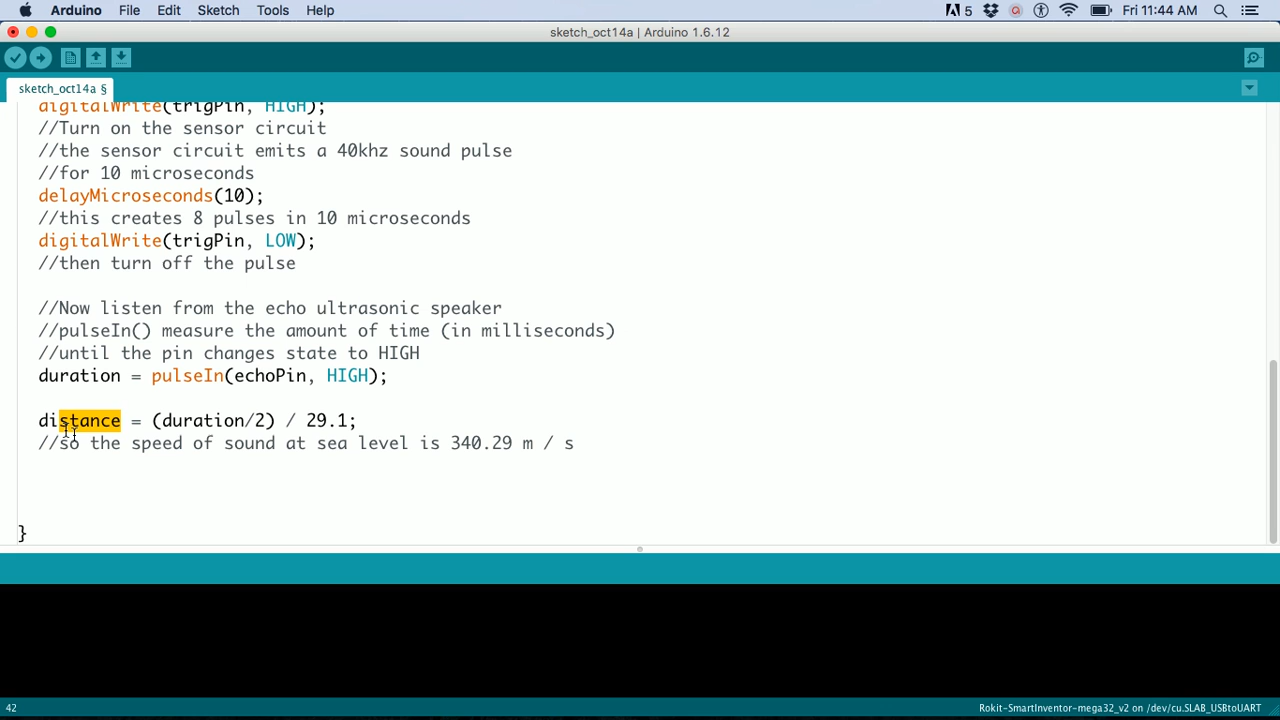 Arduino File Edit Sketch Tools Help 5 Fri 11:44 AM
sketch_oct14a | Arduino 1.6.12
sketch_oct14a §
digitalWrite(trigPin, HIGH);
//Turn on the sensor circuit
//the sensor circuit emits a 40khz sound pulse
//for 10 microseconds
delayMicroseconds(10);
//this creates 8 pulses in 10 microseconds
digitalWrite(trigPin, LOW);
//then turn off the pulse
//Now listen from the echo ultrasonic speaker
//pulseIn() measure the amount of time (in milliseconds)
//until the pin changes state to HIGH
duration = pulseIn(echoPin, HIGH);
distance = (duration/2) / 29.1;
//so the speed of sound at sea level is 340.29 m / s
}
42 Rokit-SmartInventor-mega32_v2 on /dev/cu.SLAB_USBtoUART